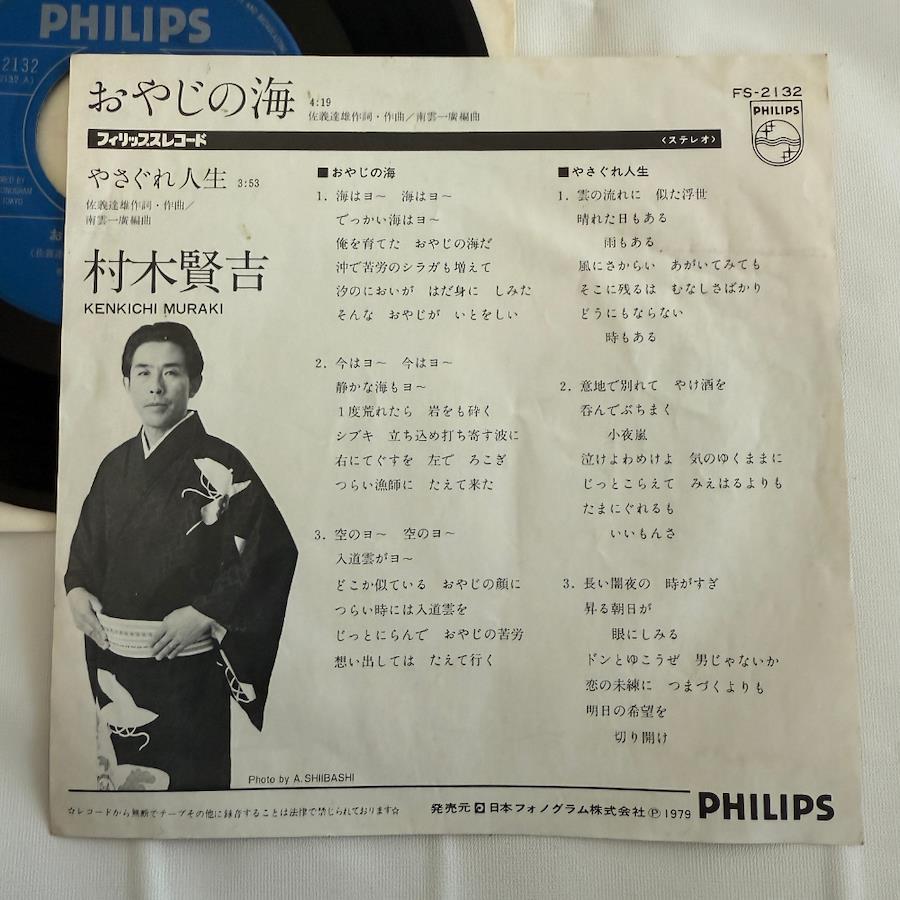 PHILIPS
2132
TOKYO
おやじの海 4:19
佐義達雄作詞・作曲/南雲一廣編曲
FS-2132
PHILIPS
フィリップスレコード 〈ステレオ〉
やさぐれ人生 3:53
佐義達雄作詞・作曲/
南雲一廣編曲
村木賢吉
KENKICHI MURAKI
■おやじの海
1. 海はヨ〜 海はヨ〜
でっかい海はヨ〜
俺を育てた おやじの海だ
沖で苦労のシラガも増えて
汐のにおいが はだ身に しみた
そんな おやじが いとをしい
2. 今はヨ〜 今はヨ〜
静かな海もヨ〜
1度荒れたら 岩をも砕く
シブキ 立ち込め打ち寄す波に
右にてぐすを 左で ろこぎ
つらい漁師に たえて来た
3. 空のヨ〜 空のヨ〜
入道雲がヨ〜
どこか似ている おやじの顔に
つらい時には入道雲を
じっとにらんで おやじの苦労
想い出しては たえて行く
■やさぐれ人生
1. 雲の流れに 似た浮世
晴れた日もある
雨もある
風にさからい あがいてみても
そこに残るは むなしさばかり
どうにもならない
時もある
2. 意地で別れて やけ酒を
呑んでぶちまく
小夜嵐
泣けよわめけよ 気のゆくままに
じっとこらえて みえはるよりも
たまにぐれるも
いいもんさ
3. 長い闇夜の 時がすぎ
昇る朝日が
眼にしみる
ドンとゆこうぜ 男じゃないか
恋の未練に つまづくよりも
明日の希望を
切り開け
Photo by A. SHIIBASHI
☆レコードから無断でテープその他に録音することは法律で禁じられております☆
発売元 日本フォノグラム株式会社 Ⓟ1979 PHILIPS